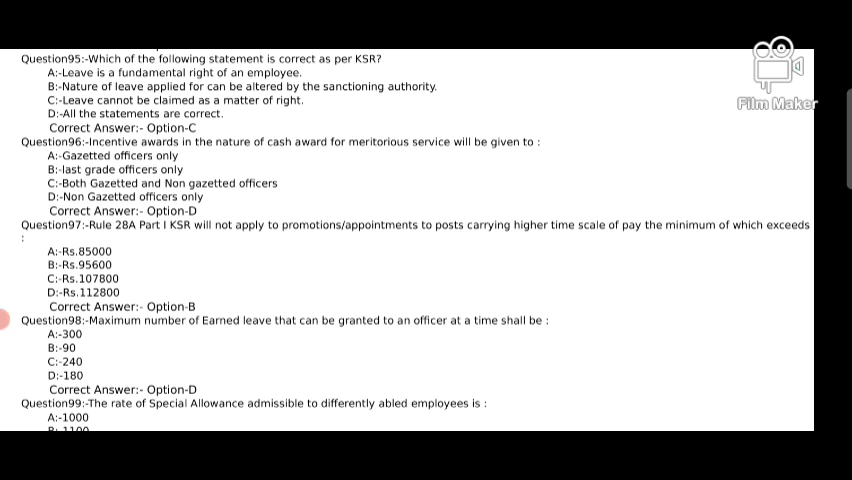 Question95:-Which of the following statement is correct as per KSR?
A:-Leave is a fundamental right of an employee.
B:-Nature of leave applied for can be altered by the sanctioning authority.
C:-Leave cannot be claimed as a matter of right.
D:-All the statements are correct.
Correct Answer:- Option-C
Question96:-Incentive awards in the nature of cash award for meritorious service will be given to :
A:-Gazetted officers only
B:-last grade officers only
C:-Both Gazetted and Non gazetted officers
D:-Non Gazetted officers only
Correct Answer:- Option-D
Question97:-Rule 28A Part I KSR will not apply to promotions/appointments to posts carrying higher time scale of pay the minimum of which exceeds
:
A:-Rs.85000
B:-Rs.95600
C:-Rs.107800
D:-Rs.112800
Correct Answer:- Option-B
Question98:-Maximum number of Earned leave that can be granted to an officer at a time shall be :
A:-300
B:-90
C:-240
D:-180
Correct Answer:- Option-D
Question99:-The rate of Special Allowance admissible to differently abled employees is :
A:-1000
B:-1100
Film Maker